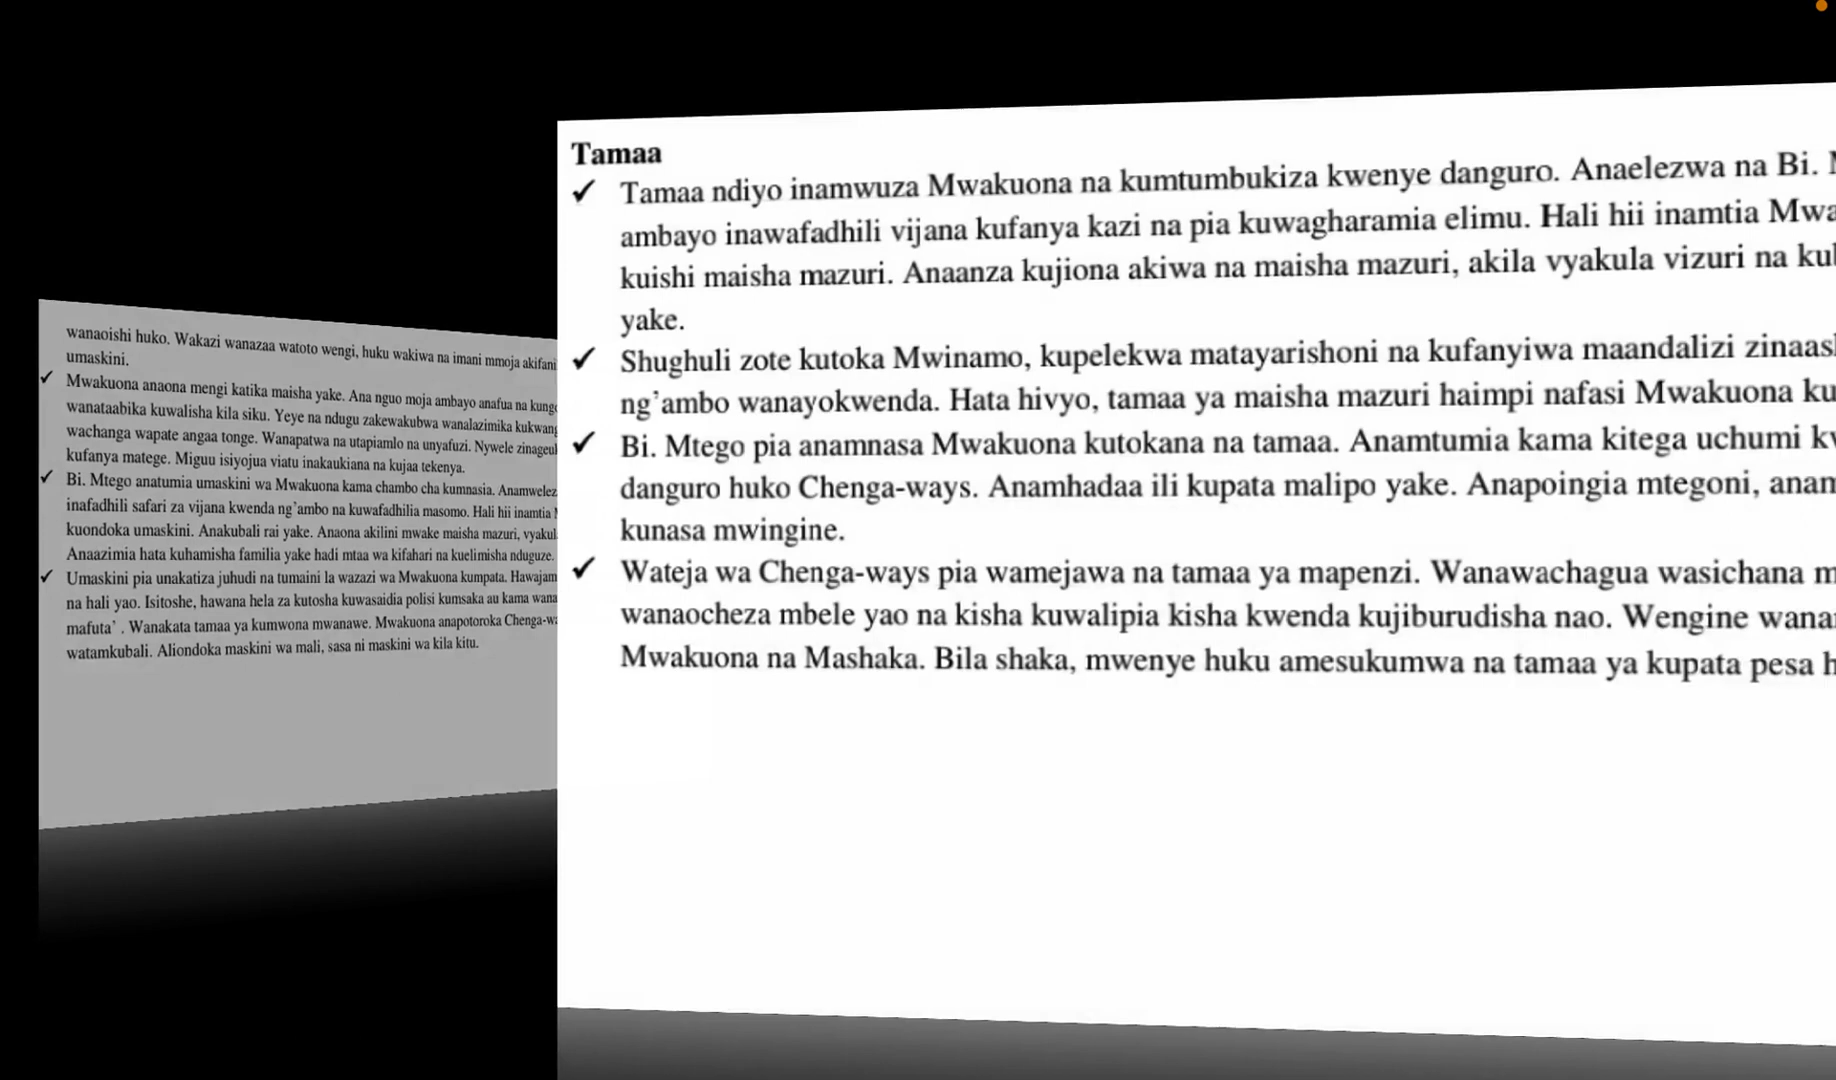 wanaoishi huko. Wakazi wanazaa watoto wengi, huku wakiwa na imani mmoja
umaskini.
✓ Mwakuona anaona mengi katika maisha yake. Ana nguo moja ambayo anafua na
wanataabika kuwalisha kila siku. Yeye na ndugu zakewakubwa wanalazimika
wachanga wapate angaa tonge. Wanapatwa na utapiamlo na unyafuzi. Nywele
kufanya matege. Miguu isiyojua viatu inakaukiana na kujaa tekenya.
✓ Bi. Mtego anatumia umaskini wa Mwakuona kama chambo cha kumnasia.
inafadhili safari za vijana kwenda ng'ambo na kuwafadhilia masomo. Hali hii inamtia
kuondoka umaskini. Anakubali rai yake. Anaona akilini mwake maisha mazuri,
Anaazimia hata kuhamisha familia yake hadi mtaa wa kifahari na kuelimisha nduguze.
✓ Umaskini pia unakatiza juhudi na tumaini la wazazi wa Mwakuona kumpata.
na hali yao. Isitoshe, hawana hela za kutosha kuwasaidia polisi kumsaka au kama
mafuta' . Wanakata tamaa ya kumwona mwanawe. Mwakuona anapotoroka
watamkubali. Aliondoka maskini wa mali, sasa ni maskini wa kila kitu.
Tamaa
✓ Tamaa ndiyo inamwuza Mwakuona na kumtumbukiza kwenye danguro. Anaelezwa na Bi.
ambayo inawafadhili vijana kufanya kazi na pia kuwagharamia elimu. Hali hii inamtia
kuishi maisha mazuri. Anaanza kujiona akiwa na maisha mazuri, akila vyakula vizuri na
yake.
✓ Shughuli zote kutoka Mwinamo, kupelekwa matayarishoni na kufanyiwa maandalizi
ng'ambo wanayokwenda. Hata hivyo, tamaa ya maisha mazuri haimpi nafasi Mwakuona
✓ Bi. Mtego pia anamnasa Mwakuona kutokana na tamaa. Anamtumia kama kitega uchumi
danguro huko Chenga-ways. Anamhadaa ili kupata malipo yake. Anapoingia mtegoni,
kunasa mwingine.
✓ Wateja wa Chenga-ways pia wamejawa na tamaa ya mapenzi. Wanawachagua wasichana
wanaocheza mbele yao na kisha kuwalipia kisha kwenda kujiburudisha nao. Wengine
Mwakuona na Mashaka. Bila shaka, mwenye huku amesukumwa na tamaa ya kupata pesa